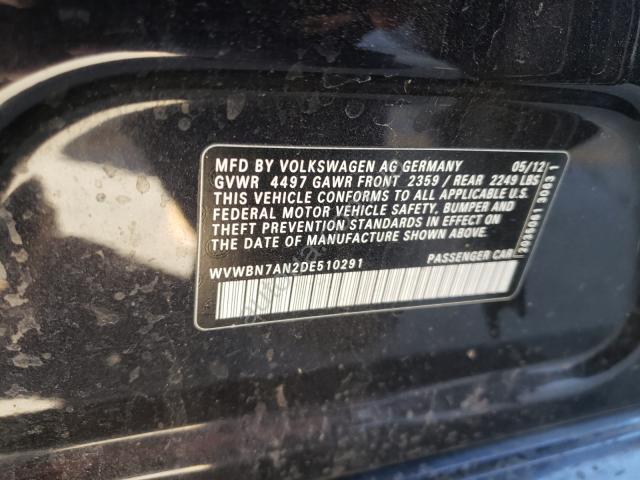 MFD BY VOLKSWAGEN AG GERMANY 05/12
GVWR 4497 GAWR FRONT 2359 / REAR 2249 LBS
THIS VEHICLE CONFORMS TO ALL APPLICABLE U.S.
FEDERAL MOTOR VEHICLE SAFETY, BUMPER AND
THEFT PREVENTION STANDARDS IN EFFECT ON
THE DATE OF MANUFACTURE SHOWN ABOVE.
WVWBN7AN2DE510291 PASSENGER CAR